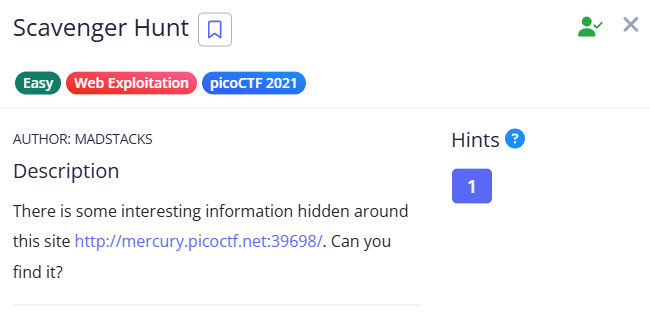 Scavenger Hunt
Easy Web Exploitation picoCTF 2021
AUTHOR: MADSTACKS
Description
There is some interesting information hidden around
this site http://mercury.picoctf.net:39698/. Can you
find it?
Hints ?
1